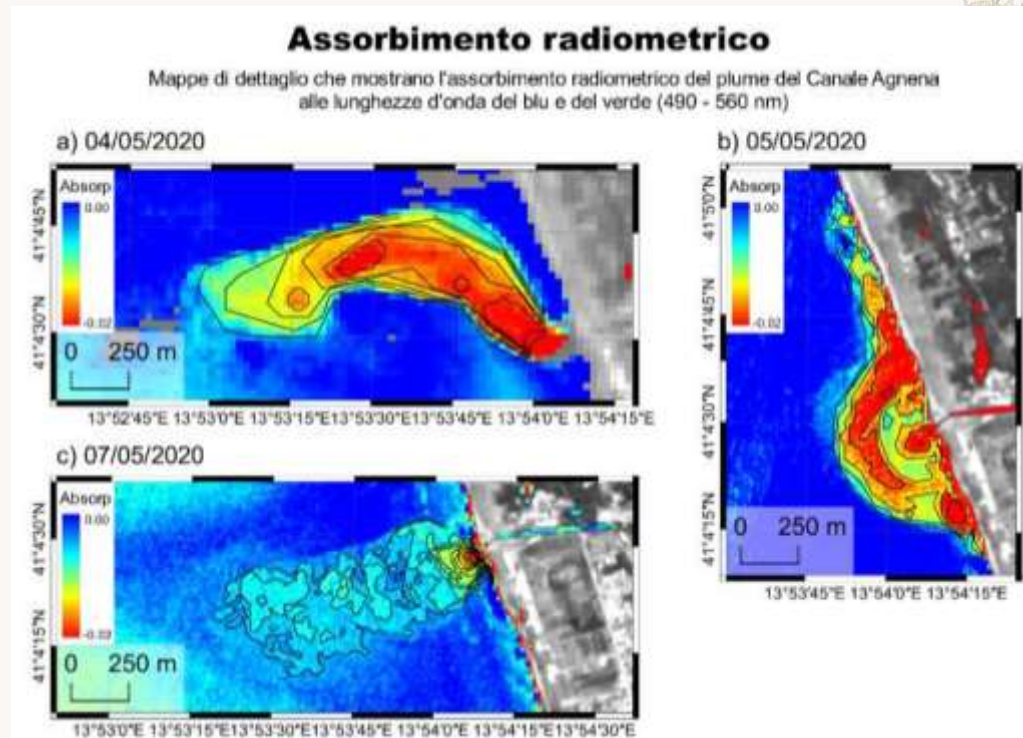 Assorbimento radiometrico
Mappe di dettaglio che mostrano l'assorbimento radiometrico del plume del Canale Agnena
alle lunghezze d'onda del blu e del verde (490 - 560 nm)
a) 04/05/2020
Absorp
0.00
-0.02
0 250 m
41°4'45"N
41°4'30"N
13°52'45"E 13°53'0"E 13°53'15"E 13°53'30"E 13°53'45"E 13°54'0"E 13°54'15"E
b) 05/05/2020
Absorp
0.00
-0.02
0 250 m
41°5'0"N
41°4'45"N
41°4'30"N
41°4'15"N
13°53'45"E 13°54'0"E 13°54'15"E
c) 07/05/2020
Absorp
0.00
-0.02
0 250 m
41°4'30"N
41°4'15"N
13°53'0"E 13°53'15"E 13°53'30"E 13°53'45"E 13°54'0"E 13°54'15"E 13°54'30"E